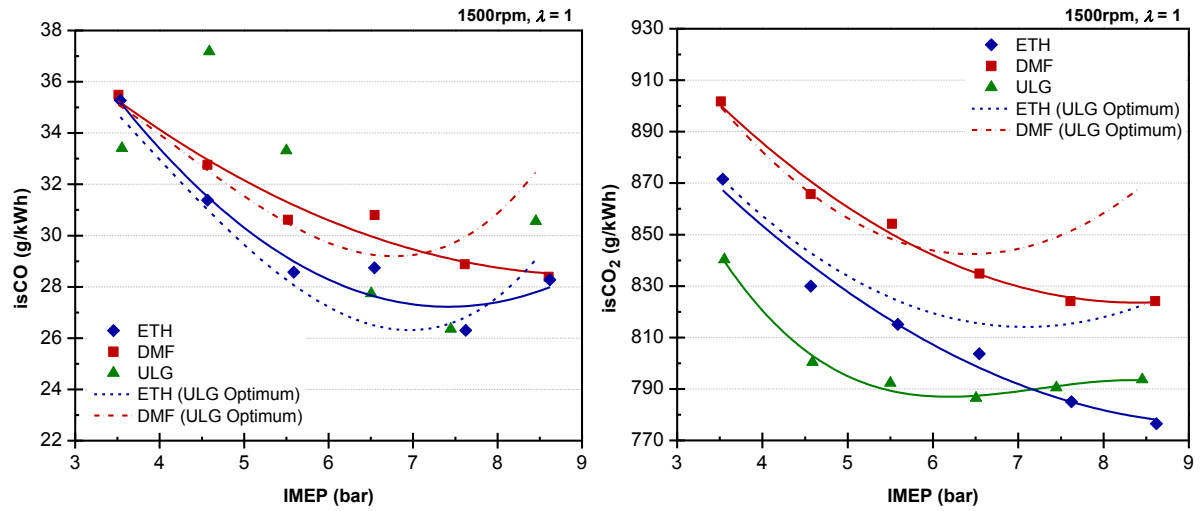 1500rpm, λ = 1
38
36
34
32
30
28
26
24
22
isCO (g/kWh)
ETH
DMF
ULG
ETH (ULG Optimum)
DMF (ULG Optimum)
3 4 5 6 7 8 9
IMEP (bar)
1500rpm, λ = 1
930
910
890
870
850
830
810
790
770
isCO₂ (g/kWh)
ETH
DMF
ULG
ETH (ULG Optimum)
DMF (ULG Optimum)
3 4 5 6 7 8 9
IMEP (bar)